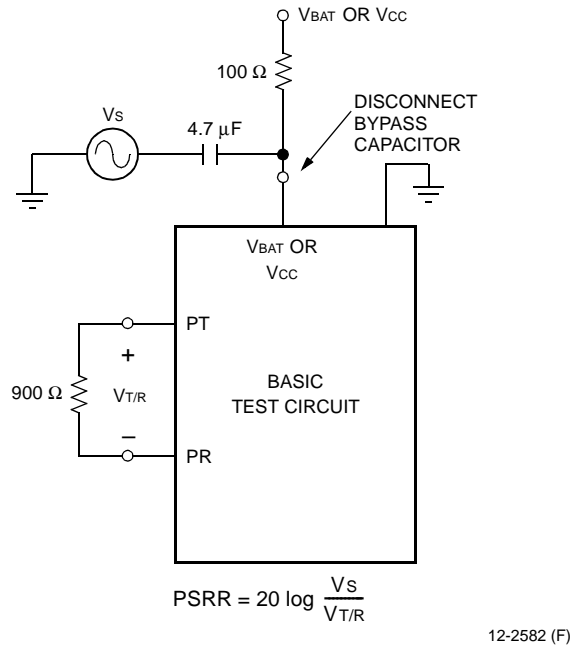 VBAT OR VCC
100 Ω
VS
4.7 µF
DISCONNECT
BYPASS
CAPACITOR
VBAT OR
VCC
PT
+
900 Ω
VT/R
BASIC
TEST CIRCUIT
–
PR
PSRR = 20 log VS
VT/R
12-2582 (F)